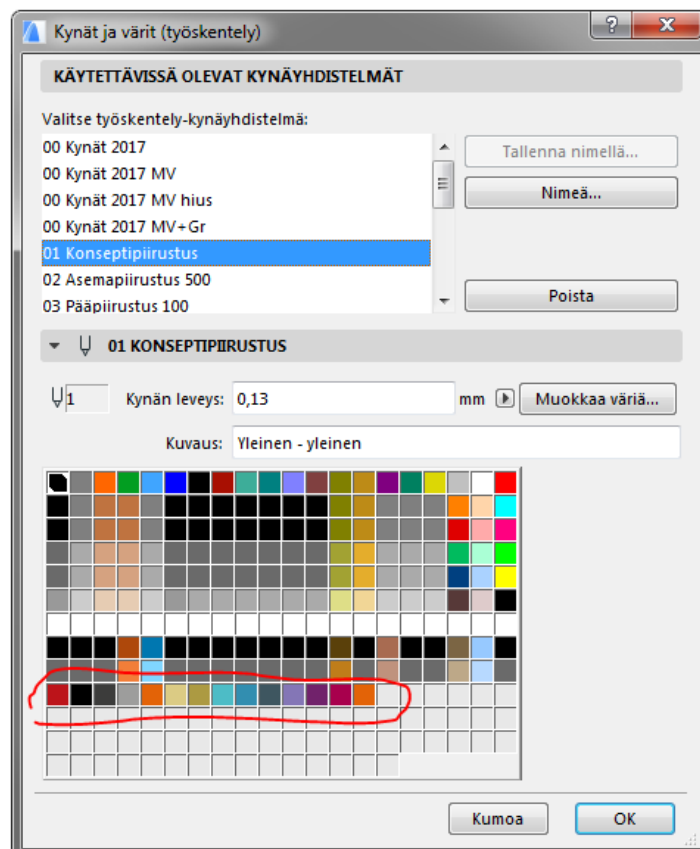 Kynät ja värit (työskentely)
KÄYTETTÄVISSÄ OLEVAT KYNÄYHDISTELMÄT
Valitse työskentely-kynäyhdistelmä:
00 Kynät 2017
00 Kynät 2017 MV
00 Kynät 2017 MV hius
00 Kynät 2017 MV+Gr
01 Konseptipiirustus
02 Asemapiirustus 500
03 Pääpiirustus 100
Tallenna nimellä...
Nimeä...
Poista
01 KONSEPTIPIIRUSTUS
1 Kynän leveys: 0,13 mm Muokkaa väriä...
Kuvaus: Yleinen - yleinen
Kumoa OK